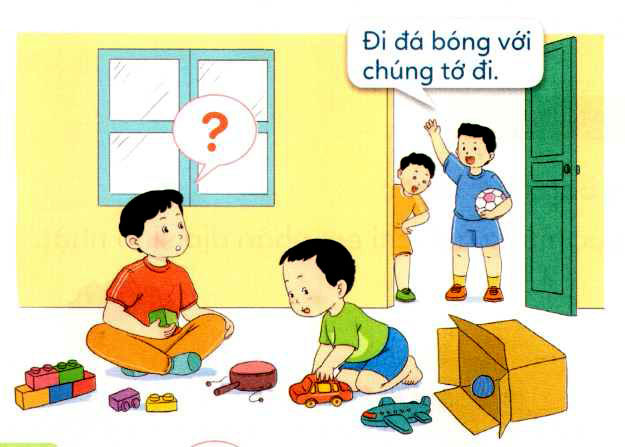 Đi đá bóng với
chúng tớ đi.
?